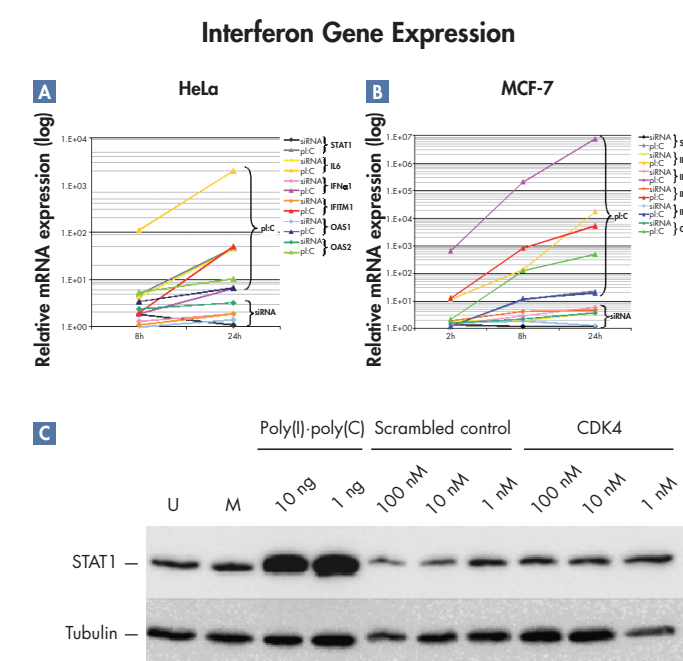 Interferon Gene Expression
A HeLa
Relative mRNA expression (log)
1.E+04
1.E+03
1.E+02
1.E+01
1.E+00
8h 24h
pI:C
siRNA
siRNA
pI:C
STAT1
siRNA
pI:C
IL6
siRNA
pI:C
IFNα1
siRNA
pI:C
IFITM1
siRNA
pI:C
OAS1
siRNA
pI:C
OAS2
B MCF-7
Relative mRNA expression (log)
1.E+07
1.E+06
1.E+05
1.E+04
1.E+03
1.E+02
1.E+01
1.E+00
2h 8h 24h
pI:C
siRNA
siRNA
pI:C
siRNA
pI:C
siRNA
pI:C
siRNA
pI:C
siRNA
pI:C
siRNA
pI:C
C
Poly(I)·poly(C) Scrambled control CDK4
U M 10 ng 1 ng 100 nM 10 nM 1 nM 100 nM 10 nM 1 nM
STAT1
Tubulin